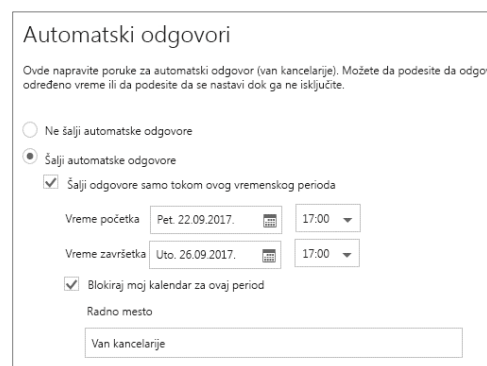 Automatski odgovori
Ovde napravite poruke za automatski odgovor (van kancelarije). Možete da podesite da
određeno vreme ili da podesite da se nastavi dok ga ne isključite.
Ne šalji automatske odgovore
Šalji automatske odgovore
Šalji odgovore samo tokom ovog vremenskog perioda
Vreme početka Pet. 22.09.2017. 17:00
Vreme završetka Uto. 26.09.2017. 17:00
Blokiraj moj kalendar za ovaj period
Radno mesto
Van kancelarije